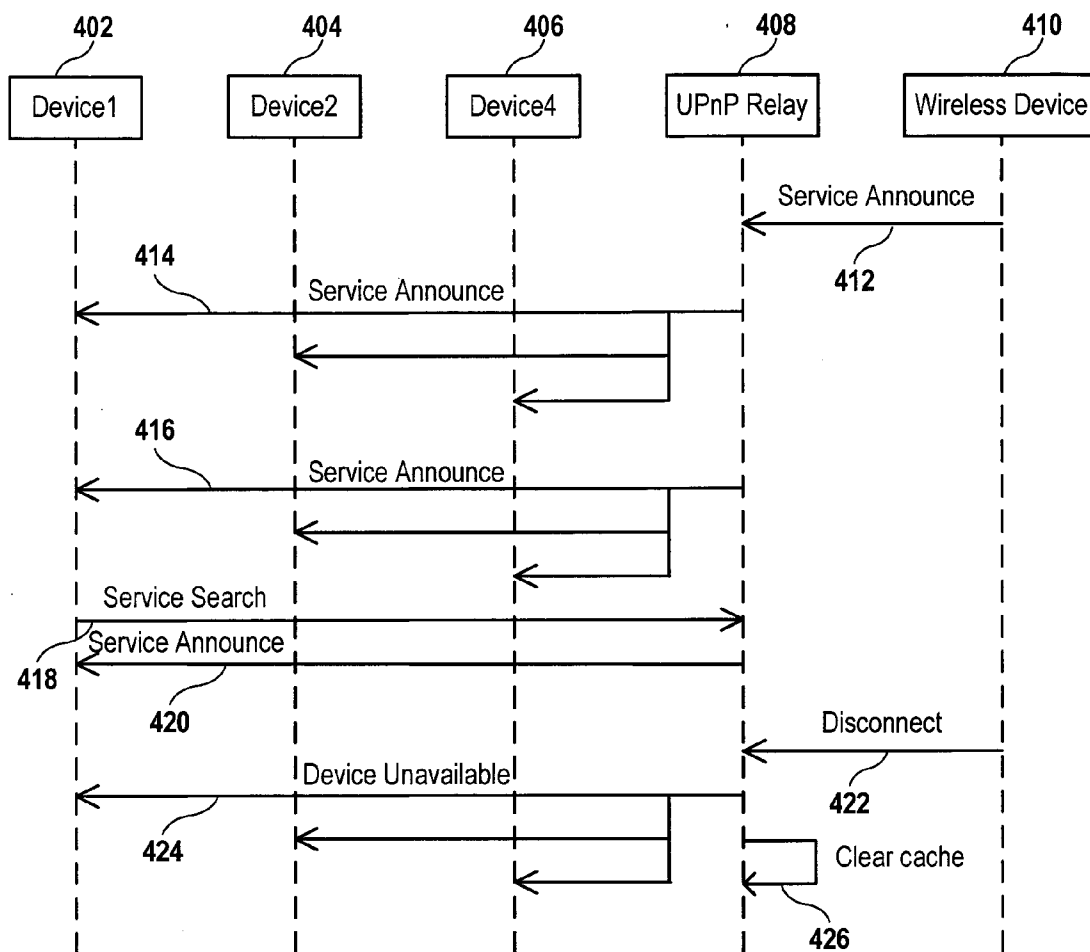 402
404
406
408
410
Device1
Device2
Device4
UPnP Relay
Wireless Device
Service Announce
412
414
Service Announce
416
Service Announce
Service Search
418
Service Announce
420
Disconnect
422
Device Unavailable
424
Clear cache
426